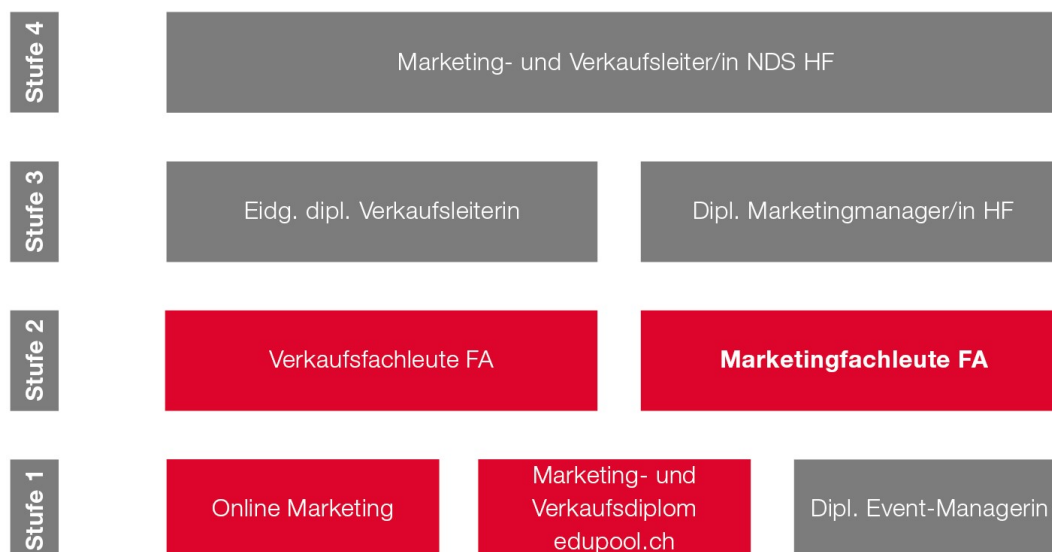 Stufe 4
Marketing- und Verkaufsleiter/in NDS HF
Stufe 3
Eidg. dipl. Verkaufsleiterin
Dipl. Marketingmanager/in HF
Stufe 2
Verkaufsfachleute FA
Marketingfachleute FA
Stufe 1
Online Marketing
Marketing- und
Verkaufsdiplom
edupool.ch
Dipl. Event-Managerin